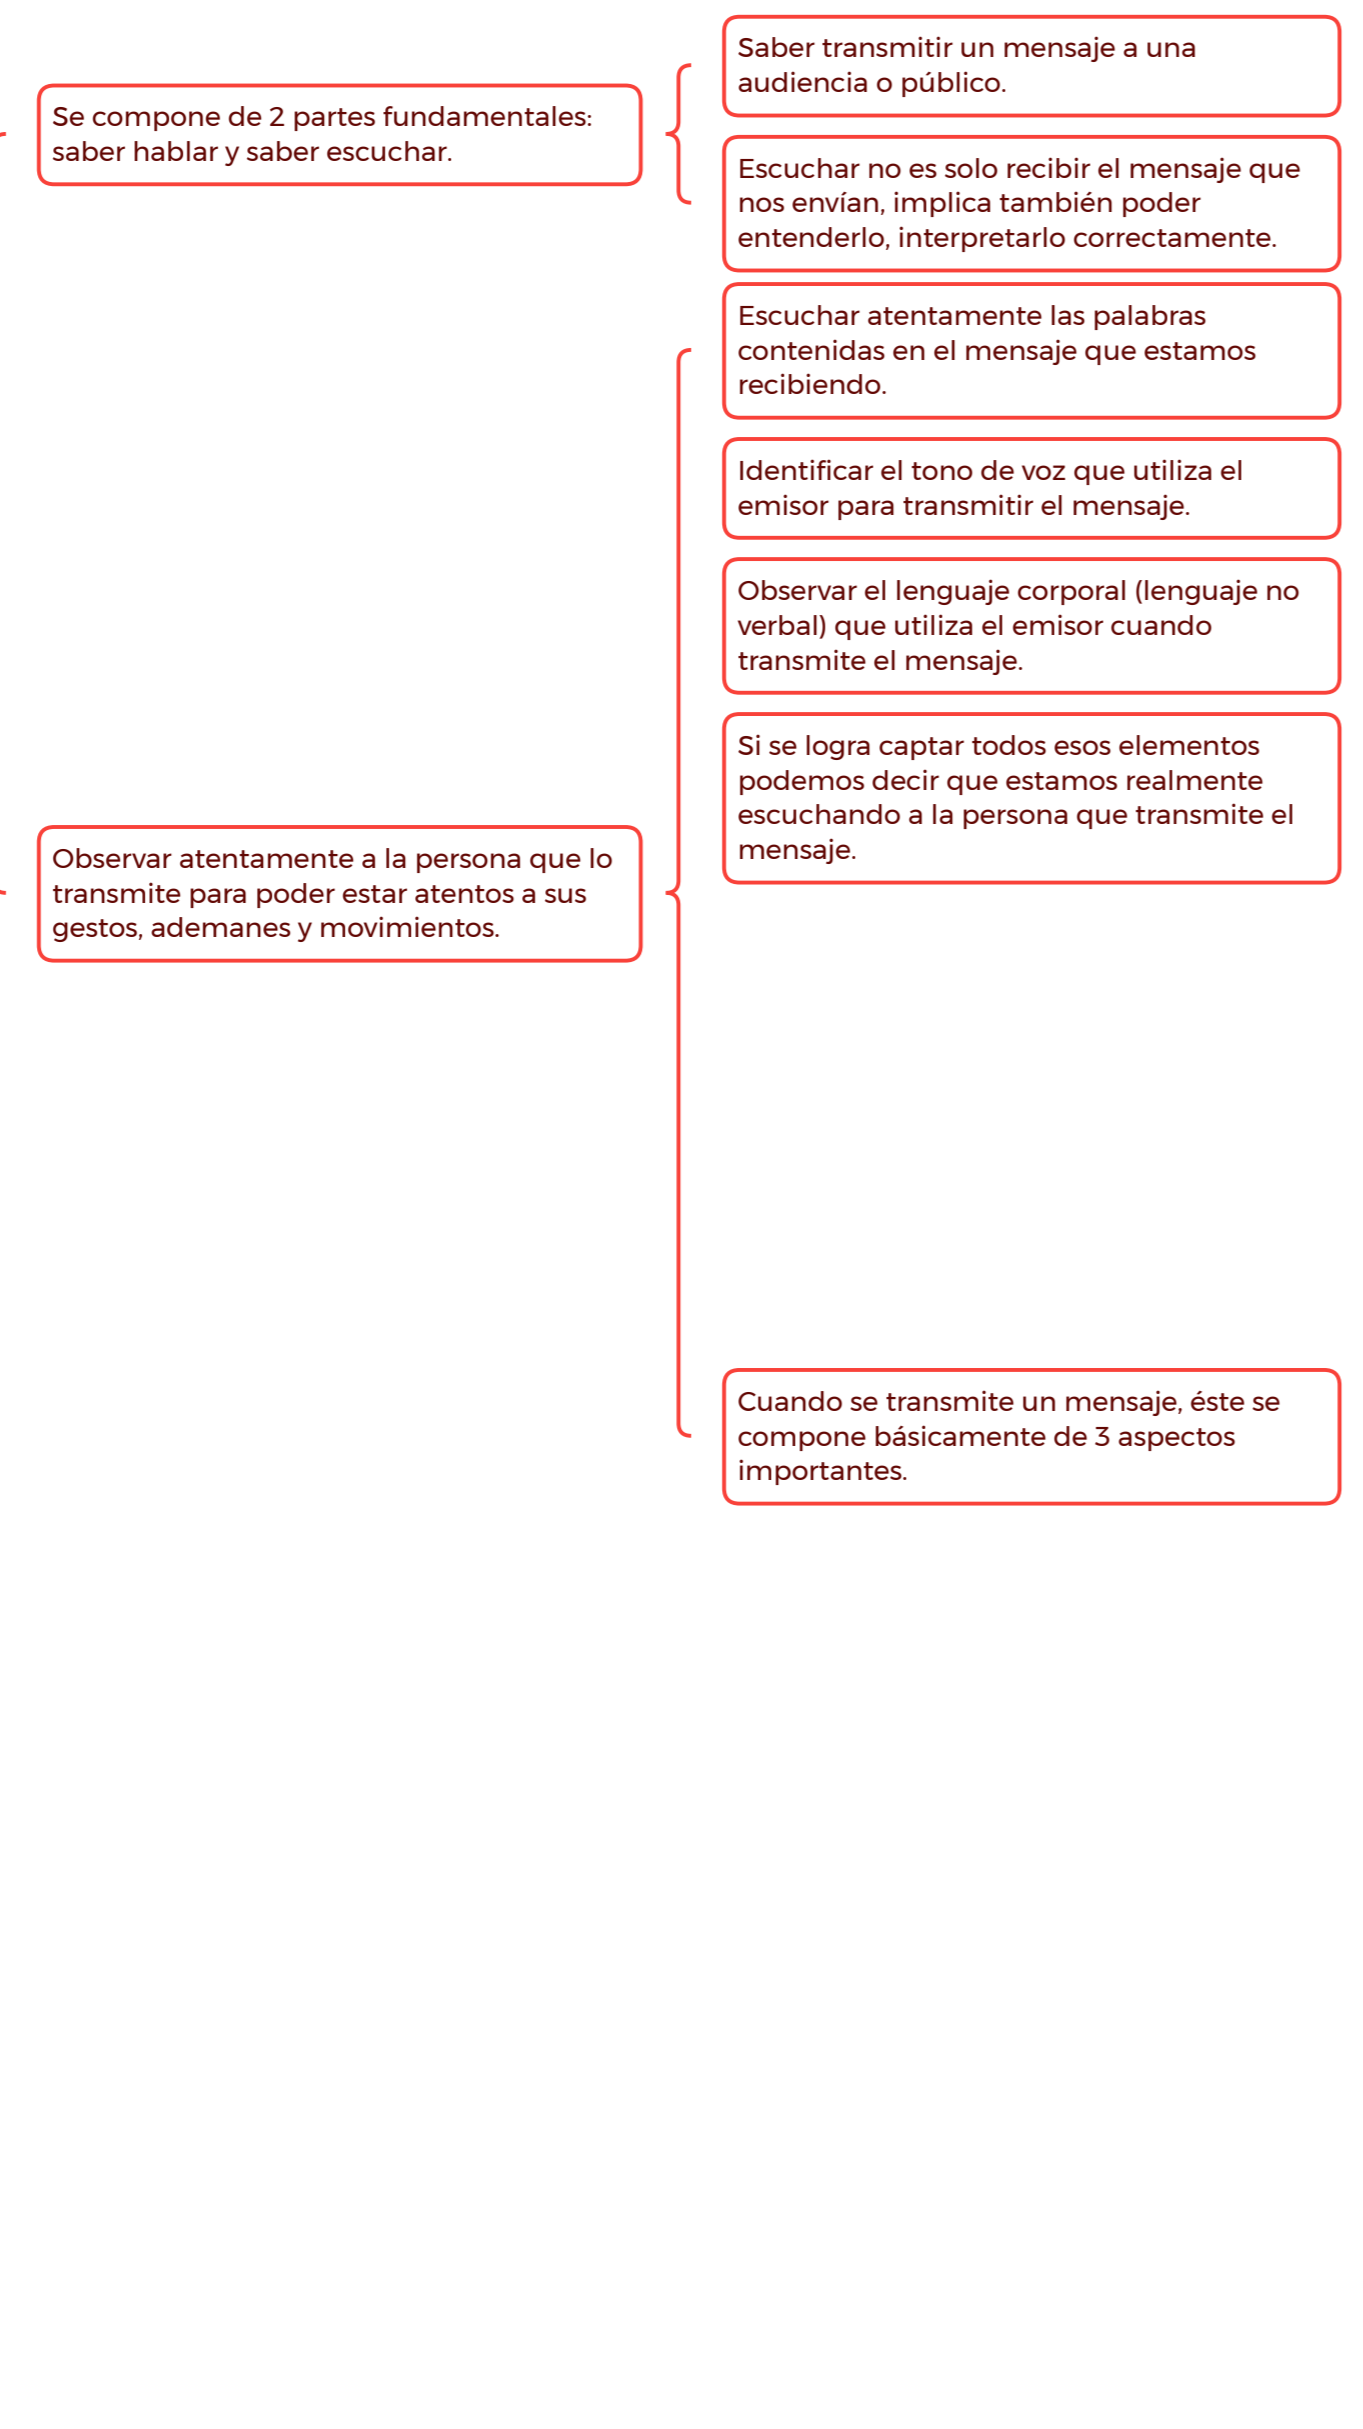 Se compone de 2 partes fundamentales:
saber hablar y saber escuchar.
Saber transmitir un mensaje a una
audiencia o público.
Escuchar no es solo recibir el mensaje que
nos envían, implica también poder
entenderlo, interpretarlo correctamente.
Observar atentamente a la persona que lo
transmite para poder estar atentos a sus
gestos, ademanes y movimientos.
Escuchar atentamente las palabras
contenidas en el mensaje que estamos
recibiendo.
Identificar el tono de voz que utiliza el
emisor para transmitir el mensaje.
Observar el lenguaje corporal (lenguaje no
verbal) que utiliza el emisor cuando
transmite el mensaje.
Si se logra captar todos esos elementos
podemos decir que estamos realmente
escuchando a la persona que transmite el
mensaje.
Cuando se transmite un mensaje, éste se
compone básicamente de 3 aspectos
importantes.